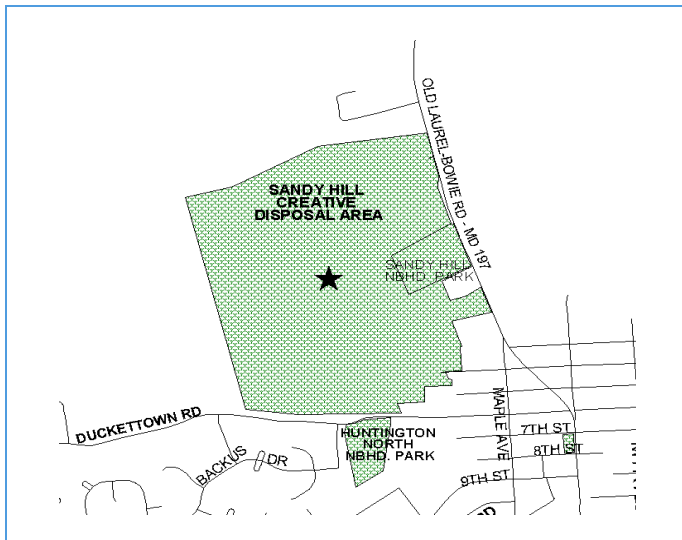 OLD LAUREL-BOWIE RD - MD 197
SANDY HILL
CREATIVE
DISPOSAL AREA
SANDY HILL
NBHD. PARK
DUCKETTOWN RD
HUNTINGTON
NORTH
NBHD. PARK
MAPLE AVE
7TH ST
8TH ST
9TH ST
BACKUS DR